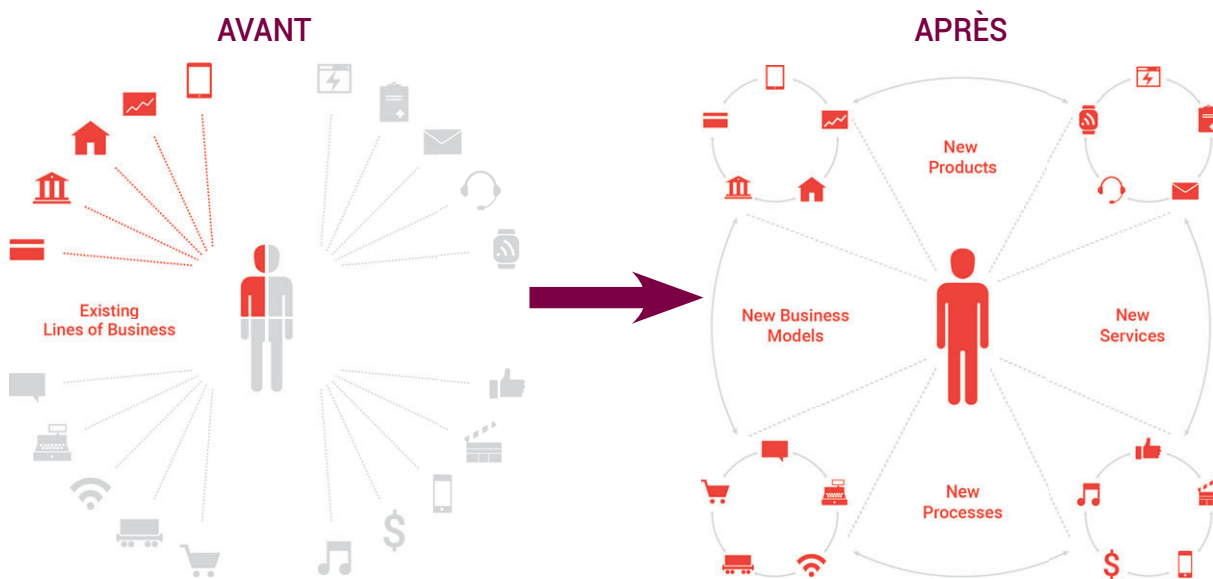 AVANT
APRÈS
Existing
Lines of Business
New
Products
New Business
Models
New
Services
New
Processes
$
$